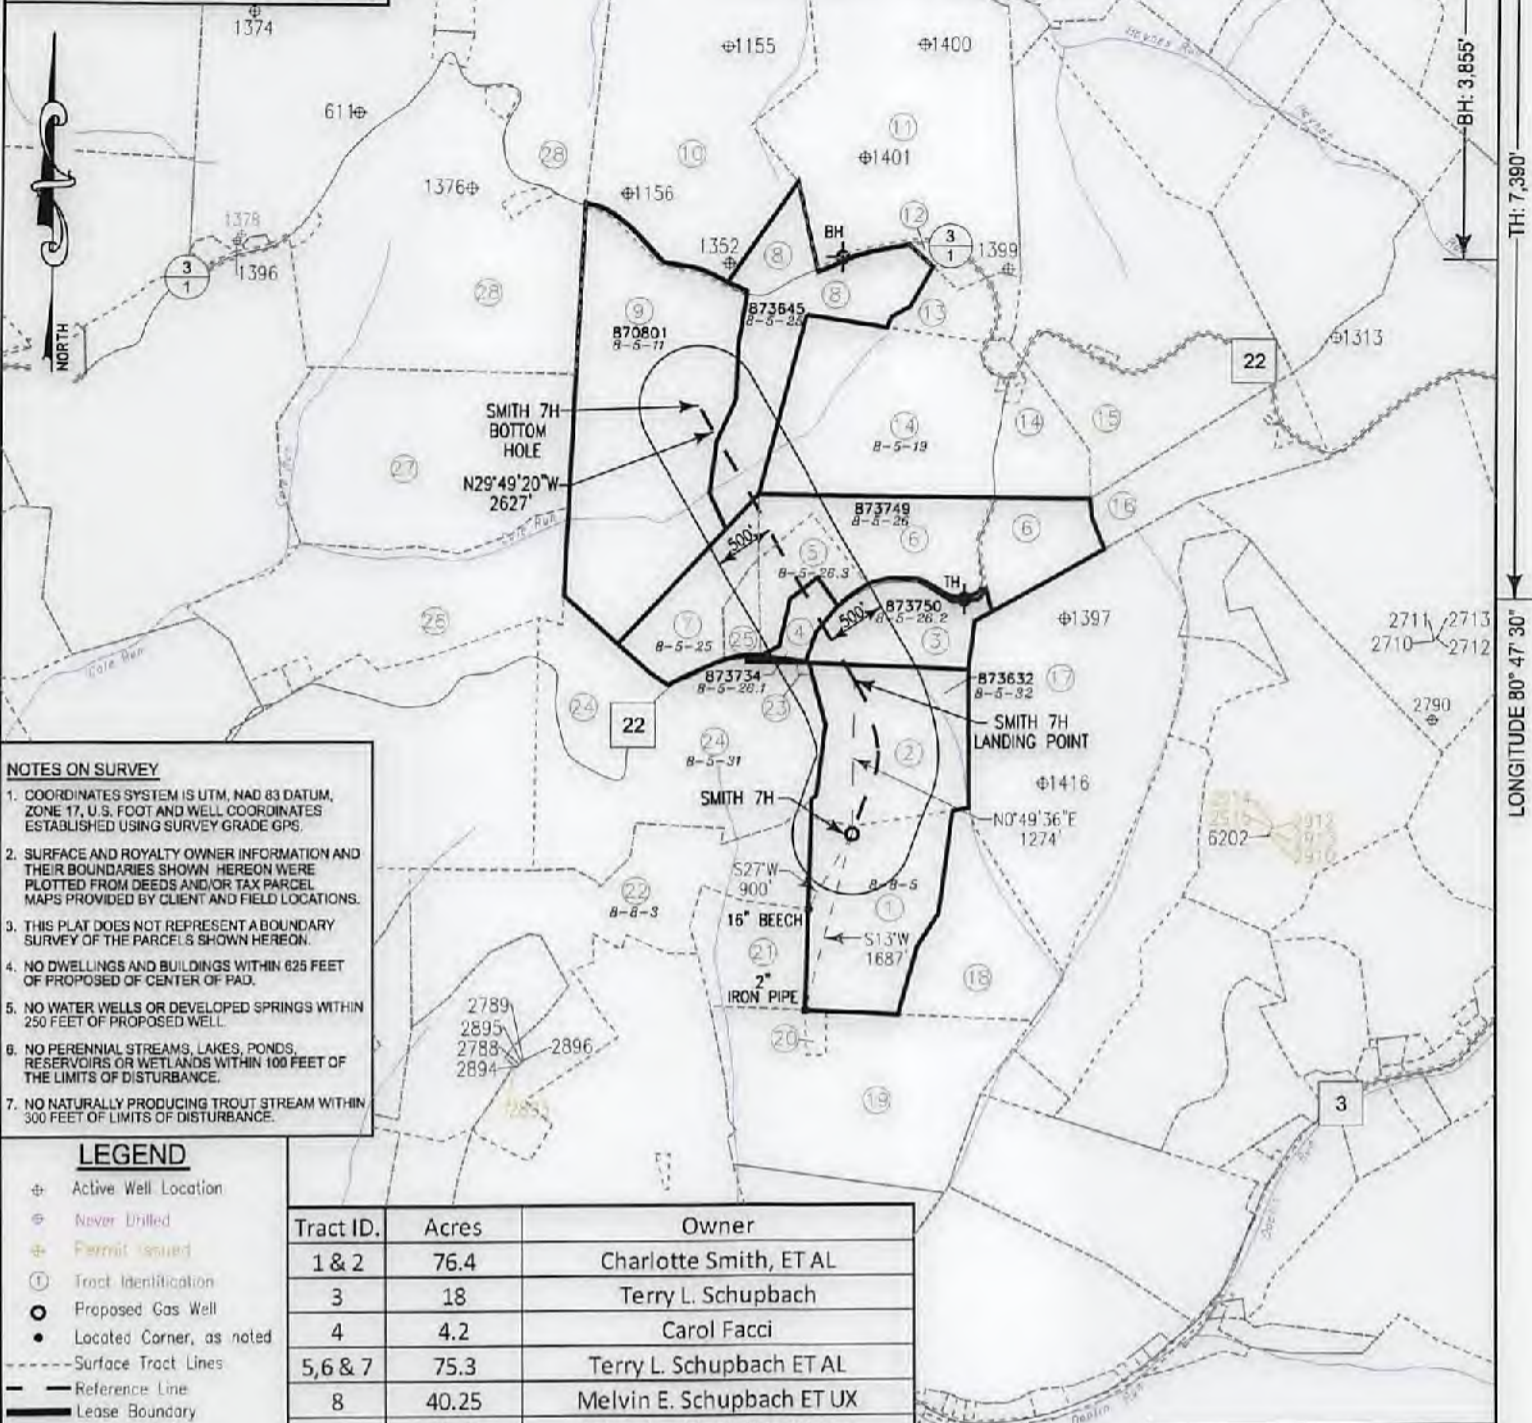 1374
1155
1400
Haynes Run
BH: 3,855'
TH: 7,390'
611
28
10
11
1401
1376
1156
12
1378
1352
BH
3
1
1399
3
1
1396
8
8
28
9
13
NORTH
870801
8-5-11
873645
8-5-25
1313
22
SMITH 7H
BOTTOM
HOLE
14
8-5-19
14
15
27
N29°49'20"W
2627'
16
873749
8-5-26
6
6
Cole Run
500'
5
8-5-26.3
TH
500'
873750
8-5-26.2
1397
2711
2713
2710
2712
26
7
8-5-25
25
4
3
Cole Run
873734
8-5-26.1
873632
8-5-32
17
LONGITUDE 80° 47' 30"
24
22
23
SMITH 7H
LANDING POINT
2790
24
8-5-31
2
1416
SMITH 7H
N0°49'36"E
1274'
2912
6202
S27°W
900'
8-8-5
22
8-8-3
16" BEECH
1
21
S13°W
1687'
2"
IRON PIPE
18
2789
2895
2788
2894
2896
20
19
3
NOTES ON SURVEY
1. COORDINATES SYSTEM IS UTM, NAD 83 DATUM,
ZONE 17, U.S. FOOT AND WELL COORDINATES
ESTABLISHED USING SURVEY GRADE GPS.
2. SURFACE AND ROYALTY OWNER INFORMATION AND
THEIR BOUNDARIES SHOWN HEREON WERE
PLOTTED FROM DEEDS AND/OR TAX PARCEL
MAPS PROVIDED BY CLIENT AND FIELD LOCATIONS.
3. THIS PLAT DOES NOT REPRESENT A BOUNDARY
SURVEY OF THE PARCELS SHOWN HEREON.
4. NO DWELLINGS AND BUILDINGS WITHIN 625 FEET
OF PROPOSED OF CENTER OF PAD.
5. NO WATER WELLS OR DEVELOPED SPRINGS WITHIN
250 FEET OF PROPOSED WELL.
6. NO PERENNIAL STREAMS, LAKES, PONDS,
RESERVOIRS OR WETLANDS WITHIN 100 FEET OF
THE LIMITS OF DISTURBANCE.
7. NO NATURALLY PRODUCING TROUT STREAM WITHIN
300 FEET OF LIMITS OF DISTURBANCE.
LEGEND
Active Well Location
Never Drilled
Permit Issued
1 Tract Identification
Proposed Gas Well
Located Corner, as noted
Surface Tract Lines
Reference Line
Lease Boundary
Tract ID. Acres Owner
1 & 2 76.4 Charlotte Smith, ET AL
3 18 Terry L. Schupbach
4 4.2 Carol Facci
5,6 & 7 75.3 Terry L. Schupbach ET AL
8 40.25 Melvin E. Schupbach ET UX